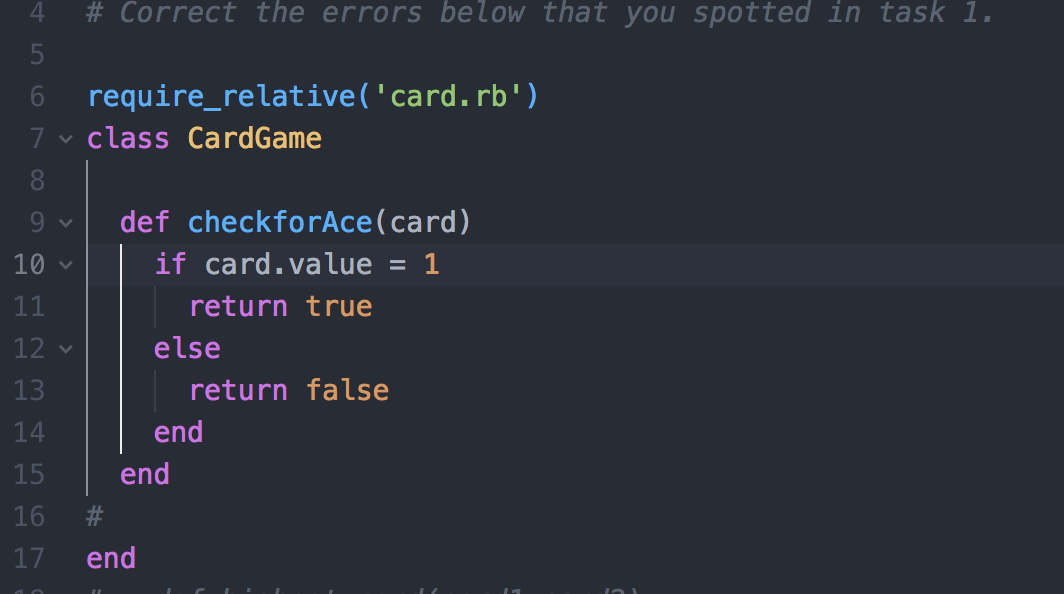 4 # Correct the errors below that you spotted in task 1.
5
6 require_relative('card.rb')
7 class CardGame
8
9 def checkforAce(card)
10 if card.value = 1
11 return true
12 else
13 return false
14 end
15 end
16 #
17 end